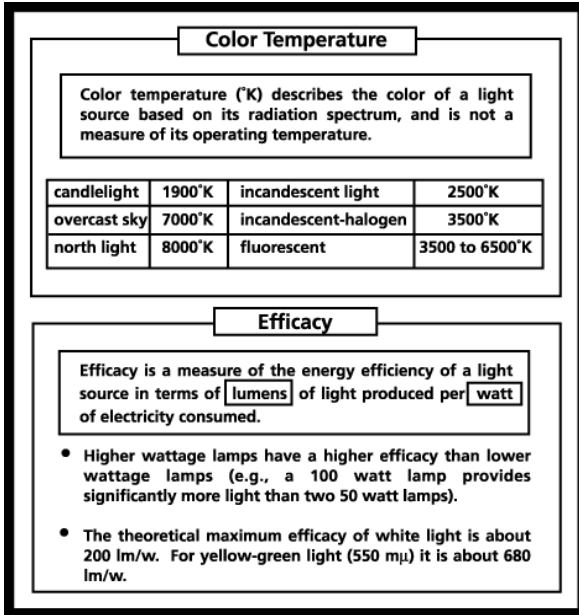 Color Temperature
Color temperature (˚K) describes the color of a light
source based on its radiation spectrum, and is not a
measure of its operating temperature.
candlelight 1900˚K incandescent light 2500˚K
overcast sky 7000˚K incandescent-halogen 3500˚K
north light 8000˚K fluorescent 3500 to 6500˚K
Efficacy
Efficacy is a measure of the energy efficiency of a light
source in terms of lumens of light produced per watt
of electricity consumed.
• Higher wattage lamps have a higher efficacy than lower
wattage lamps (e.g., a 100 watt lamp provides
significantly more light than two 50 watt lamps).
• The theoretical maximum efficacy of white light is about
200 lm/w. For yellow-green light (550 mμ) it is about 680
lm/w.